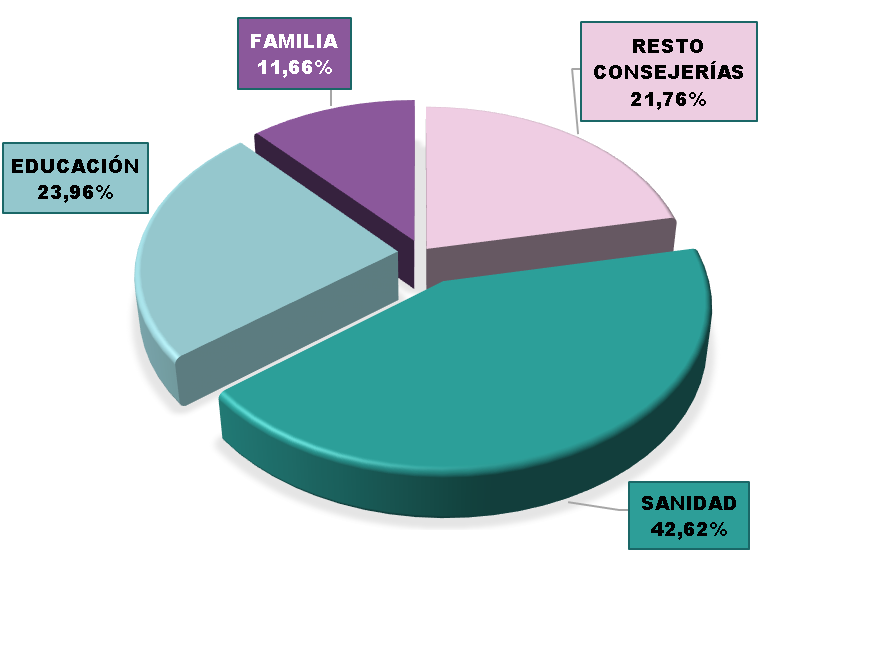 FAMILIA
11,66%
RESTO
CONSEJERÍAS
21,76%
EDUCACIÓN
23,96%
SANIDAD
42,62%